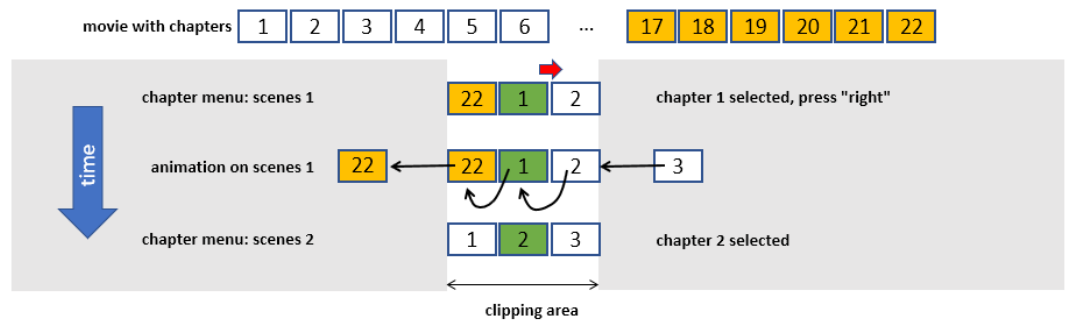 movie with chapters 1 2 3 4 5 6 ... 17 18 19 20 21 22
chapter menu: scenes 1 22 1 2 chapter 1 selected, press "right"
time
animation on scenes 1 22 22 1 2 3
chapter menu: scenes 2 1 2 3 chapter 2 selected
clipping area